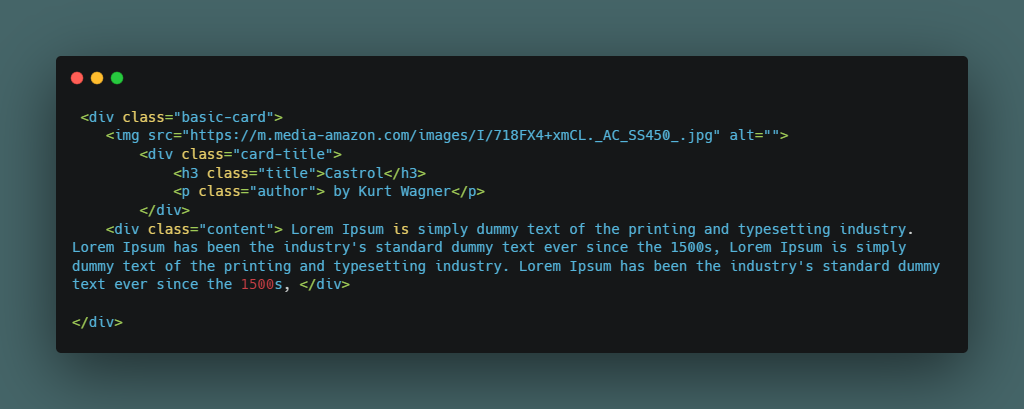 <div class="basic-card">
<img src="https://m.media-amazon.com/images/I/718FX4+xmCL._AC_SS450_.jpg" alt="">
<div class="card-title">
<h3 class="title">Castrol</h3>
<p class="author"> by Kurt Wagner</p>
</div>
<div class="content"> Lorem Ipsum is simply dummy text of the printing and typesetting industry.
Lorem Ipsum has been the industry's standard dummy text ever since the 1500s, Lorem Ipsum is simply
dummy text of the printing and typesetting industry. Lorem Ipsum has been the industry's standard dummy
text ever since the 1500s, </div>
</div>